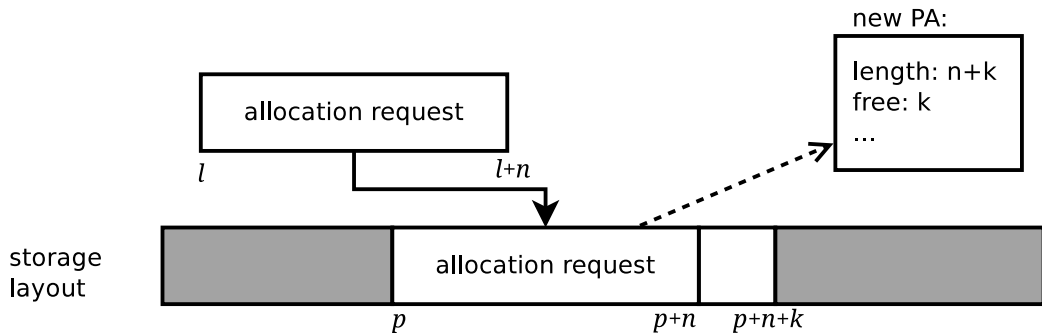 new PA:
length: n+k
free: k
...
allocation request
l
l+n
storage
layout
allocation request
p
p+n
p+n+k